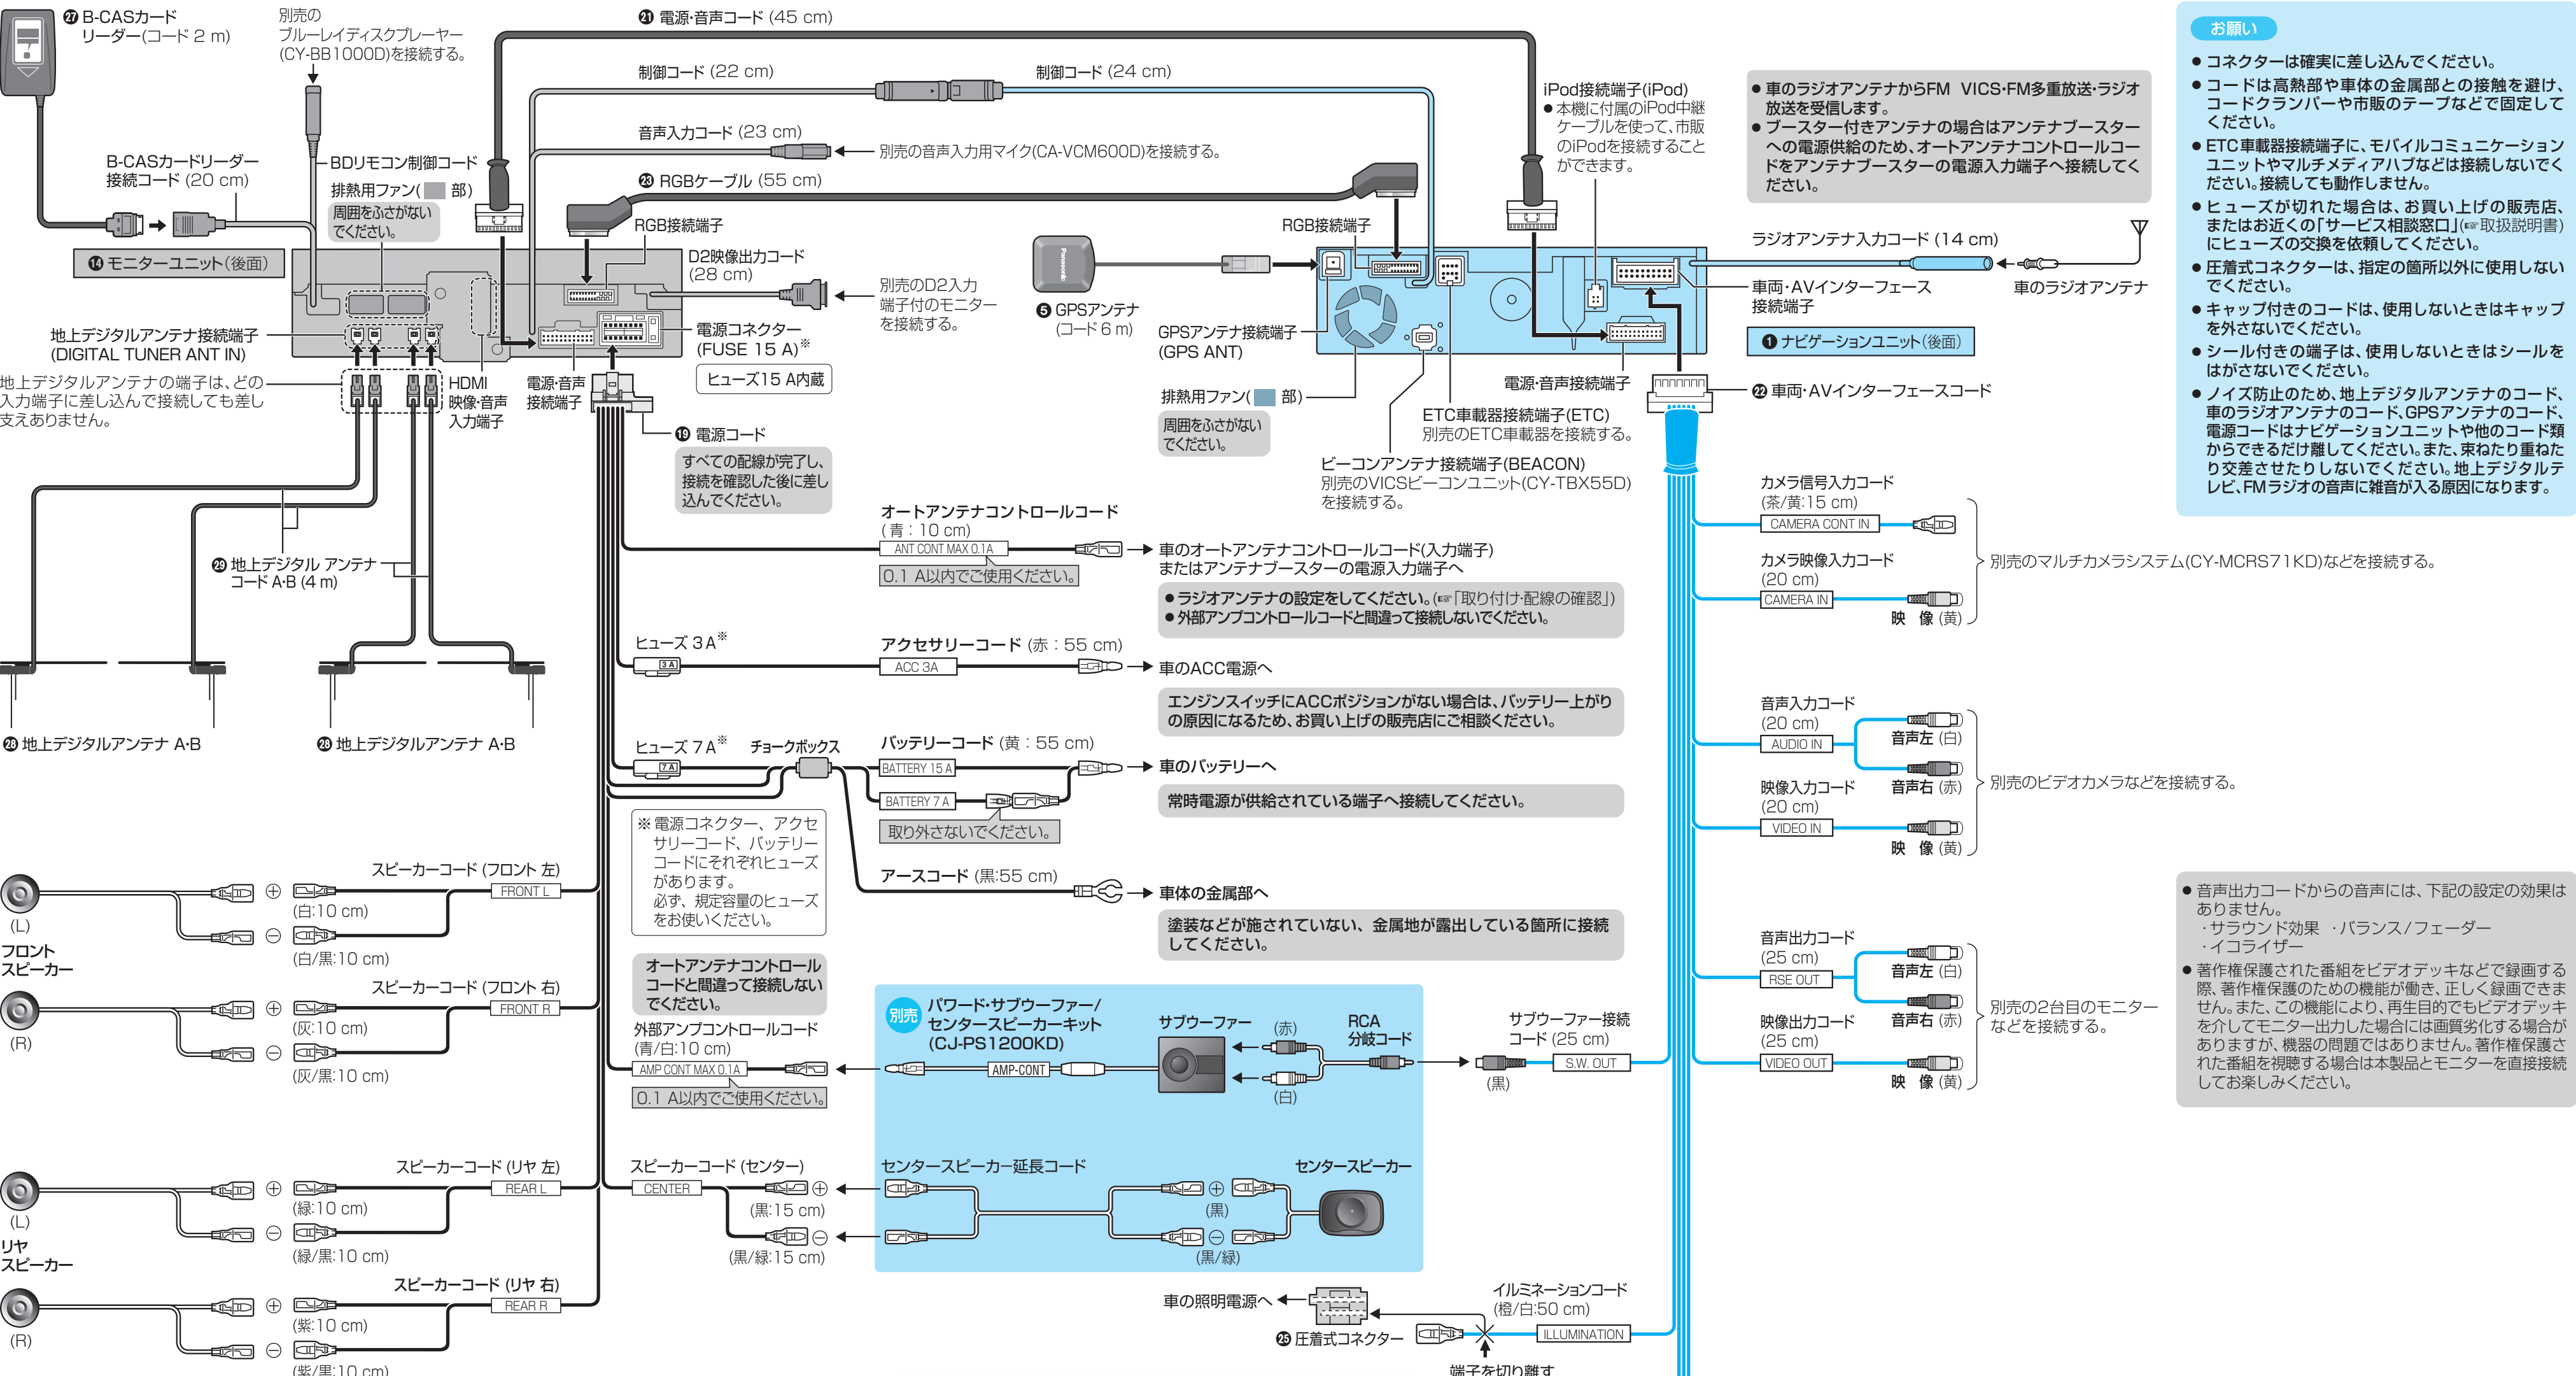 ㉗ B-CASカード
リーダー(コード 2 m)
別売の
ブルーレイディスクプレーヤー
(CY-BB1000D)を接続する。
㉑ 電源・音声コード (45 cm)
制御コード (22 cm)
制御コード (24 cm)
音声入力コード (23 cm)
別売の音声入力用マイク(CA-VCM600D)を接続する。
㉓ RGBケーブル (55 cm)
B-CASカードリーダー
接続コード (20 cm)
BDリモコン制御コード
排熱用ファン( 部)
周囲をふさがない
でください。
RGB接続端子
⓮ モニターユニット(後面)
D2映像出力コード
(28 cm)
別売のD2入力
端子付のモニター
を接続する。
地上デジタルアンテナ接続端子
(DIGITAL TUNER ANT IN)
地上デジタルアンテナの端子は、どの
入力端子に差し込んで接続しても差し
支えありません。
HDMI
映像・音声
入力端子
電源・音声
接続端子
電源コネクター
(FUSE 15 A)※
ヒューズ15 A内蔵
⓳ 電源コード
すべての配線が完了し、
接続を確認した後に差し
込んでください。
㉙ 地上デジタル アンテナ
コード A・B (4 m)
㉘ 地上デジタルアンテナ A・B
㉘ 地上デジタルアンテナ A・B
iPod接続端子(iPod)
● 本機に付属のiPod中継
ケーブルを使って、市販
のiPodを接続すること
ができます。
● 車のラジオアンテナからFM VICS・FM多重放送・ラジオ
放送を受信します。
● ブースター付きアンテナの場合はアンテナブースター
への電源供給のため、オートアンテナコントロールコー
ドをアンテナブースターの電源入力端子へ接続してく
ださい。
RGB接続端子
Panasonic
❺ GPSアンテナ
(コード 6 m)
GPSアンテナ接続端子
(GPS ANT)
排熱用ファン( 部)
周囲をふさがない
でください。
ラジオアンテナ入力コード (14 cm)
車のラジオアンテナ
車両・AVインターフェース
接続端子
❶ ナビゲーションユニット(後面)
電源・音声接続端子
㉒ 車両・AVインターフェースコード
ETC車載器接続端子(ETC)
別売のETC車載器を接続する。
ビーコンアンテナ接続端子(BEACON)
別売のVICSビーコンユニット(CY-TBX55D)
を接続する。
お願い
● コネクターは確実に差し込んでください。
● コードは高熱部や車体の金属部との接触を避け、
コードクランパーや市販のテープなどで固定して
ください。
● ETC車載器接続端子に、モバイルコミュニケーション
ユニットやマルチメディアハブなどは接続しないでく
ださい。接続しても動作しません。
● ヒューズが切れた場合は、お買い上げの販売店、
またはお近くの「サービス相談窓口」(☞取扱説明書)
にヒューズの交換を依頼してください。
● 圧着式コネクターは、指定の箇所以外に使用しない
でください。
● キャップ付きのコードは、使用しないときはキャップ
を外さないでください。
● シール付きの端子は、使用しないときはシールを
はがさないでください。
● ノイズ防止のため、地上デジタルアンテナのコード、
車のラジオアンテナのコード、GPSアンテナのコード、
電源コードはナビゲーションユニットや他のコード類
からできるだけ離してください。また、束ねたり重ねた
り交差させたりしないでください。地上デジタルテ
レビ、FMラジオの音声に雑音が入る原因になります。
オートアンテナコントロールコード
(青：10 cm)
ANT CONT MAX 0.1A
0.1 A以内でご使用ください。
車のオートアンテナコントロールコード(入力端子)
またはアンテナブースターの電源入力端子へ
● ラジオアンテナの設定をしてください。(☞「取り付け・配線の確認」)
● 外部アンプコントロールコードと間違って接続しないでください。
ヒューズ 3 A※
3 A
アクセサリーコード (赤：55 cm)
ACC 3A
車のACC電源へ
エンジンスイッチにACCポジションがない場合は、バッテリー上がり
の原因になるため、お買い上げの販売店にご相談ください。
ヒューズ 7 A※
7 A
チョークボックス
バッテリーコード (黄：55 cm)
BATTERY 15 A
BATTERY 7 A
取り外さないでください。
車のバッテリーへ
常時電源が供給されている端子へ接続してください。
※ 電源コネクター、アクセ
サリーコード、バッテリー
コードにそれぞれヒューズ
があります。
必ず、規定容量のヒューズ
をお使いください。
アースコード (黒:55 cm)
車体の金属部へ
塗装などが施されていない、金属地が露出している箇所に接続
してください。
オートアンテナコントロール
コードと間違って接続しない
でください。
外部アンプコントロールコード
(青/白:10 cm)
AMP CONT MAX 0.1A
0.1 A以内でご使用ください。
別売
パワード・サブウーファー/
センタースピーカーキット
(CJ-PS1200KD)
サブウーファー
AMP-CONT
(赤)
(白)
RCA
分岐コード
サブウーファー接続
コード (25 cm)
(黒)
S.W. OUT
スピーカーコード (センター)
CENTER
⊕
(黒:15 cm)
⊖
(黒/緑:15 cm)
センタースピーカー延長コード
⊕
(黒)
⊖
(黒/緑)
センタースピーカー
スピーカーコード (フロント 左)
FRONT L
⊕
(白:10 cm)
⊖
(白/黒:10 cm)
(L)
フロント
スピーカー
スピーカーコード (フロント 右)
FRONT R
⊕
(灰:10 cm)
⊖
(灰/黒:10 cm)
(R)
スピーカーコード (リヤ 左)
REAR L
⊕
(緑:10 cm)
⊖
(緑/黒:10 cm)
(L)
リヤ
スピーカー
スピーカーコード (リヤ 右)
REAR R
⊕
(紫:10 cm)
⊖
(紫/黒:10 cm)
(R)
車の照明電源へ
㉕ 圧着式コネクター
イルミネーションコード
(橙/白:50 cm)
ILLUMINATION
端子を切り離す
カメラ信号入力コード
(茶/黄:15 cm)
CAMERA CONT IN
カメラ映像入力コード
(20 cm)
CAMERA IN
映 像 (黄)
別売のマルチカメラシステム(CY-MCRS71KD)などを接続する。
音声入力コード
(20 cm)
AUDIO IN
音声左 (白)
音声右 (赤)
映像入力コード
(20 cm)
VIDEO IN
映 像 (黄)
別売のビデオカメラなどを接続する。
音声出力コード
(25 cm)
RSE OUT
音声左 (白)
音声右 (赤)
映像出力コード
(25 cm)
VIDEO OUT
映 像 (黄)
別売の2台目のモニター
などを接続する。
● 音声出力コードからの音声には、下記の設定の効果は
ありません。
・サラウンド効果 ・バランス/フェーダー
・イコライザー
● 著作権保護された番組をビデオデッキなどで録画する
際、著作権保護のための機能が働き、正しく録画できま
せん。また、この機能により、再生目的でもビデオデッキ
を介してモニター出力した場合には画質劣化する場合が
ありますが、機器の問題ではありません。著作権保護さ
れた番組を視聴する場合は本製品とモニターを直接接続
してお楽しみください。